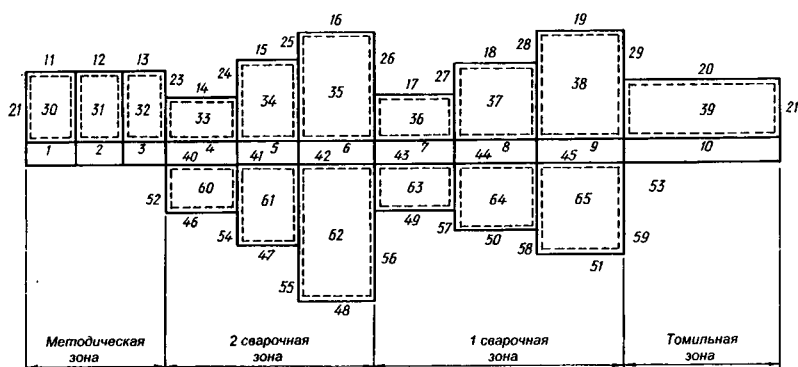 16
19
15 25 28
11 12 13 24 26 18 29
23 14 17 27 20
21 30 31 32 33 34 35 36 37 38 39 21
1 2 3 4 5 6 7 8 9 10
40 41 42 43 44 45
52 60 61 62 63 64 65 53
46 49
54 57 50 58 59
47 56 51
55 48
Методическая зона
2 сварочная зона
1 сварочная зона
Томильная зона